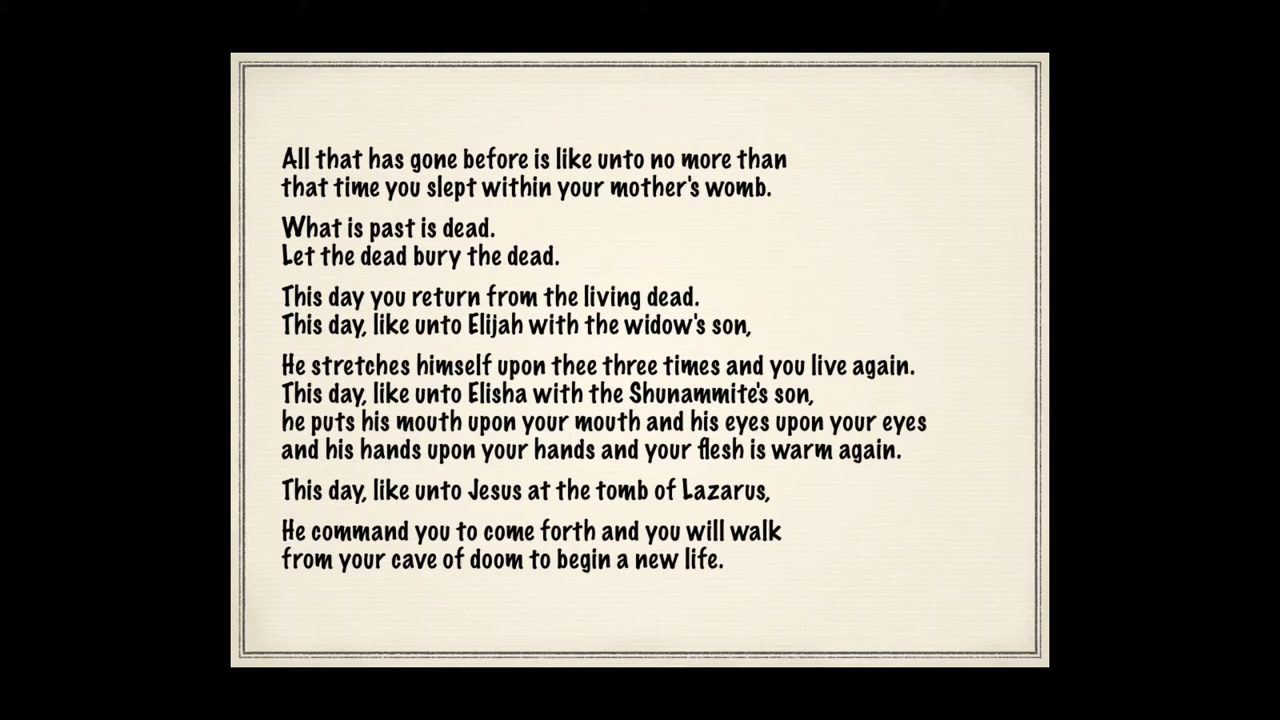 All that has gone before is like unto no more than
that time you slept within your mother's womb.
What is past is dead.
Let the dead bury the dead.
This day you return from the living dead.
This day, like unto Elijah with the widow's son,
He stretches himself upon thee three times and you live again.
This day, like unto Elisha with the Shunammite's son,
he puts his mouth upon your mouth and his eyes upon your eyes
and his hands upon your hands and your flesh is warm again.
This day, like unto Jesus at the tomb of Lazarus,
He command you to come forth and you will walk
from your cave of doom to begin a new life.